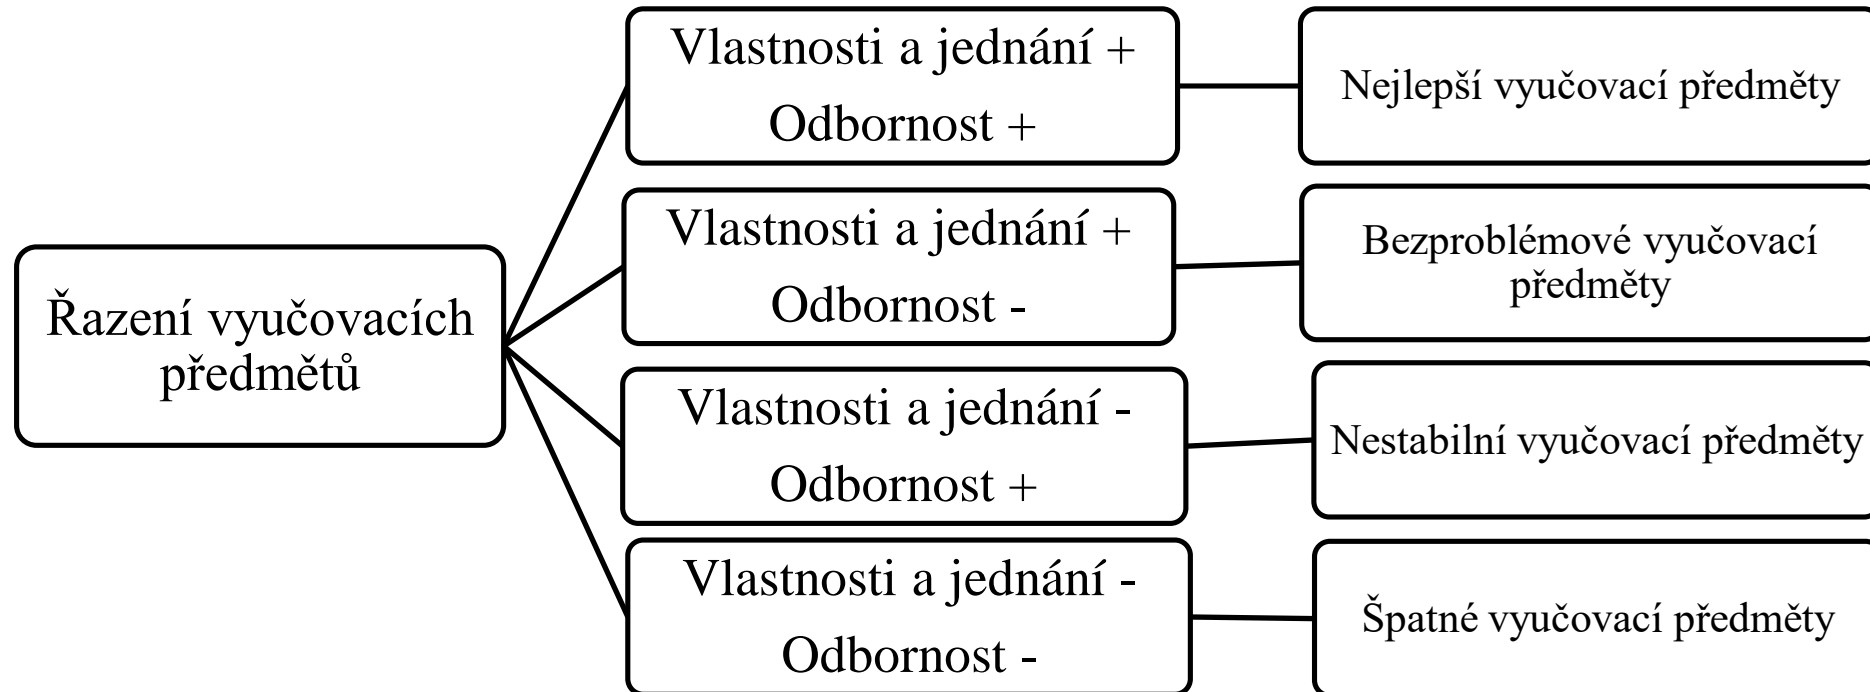 Řazení vyučovacích
předmětů
Vlastnosti a jednání +
Odbornost +
Nejlepší vyučovací předměty
Vlastnosti a jednání +
Odbornost -
Bezproblémové vyučovací
předměty
Vlastnosti a jednání -
Odbornost +
Nestabilní vyučovací předměty
Vlastnosti a jednání -
Odbornost -
Špatné vyučovací předměty